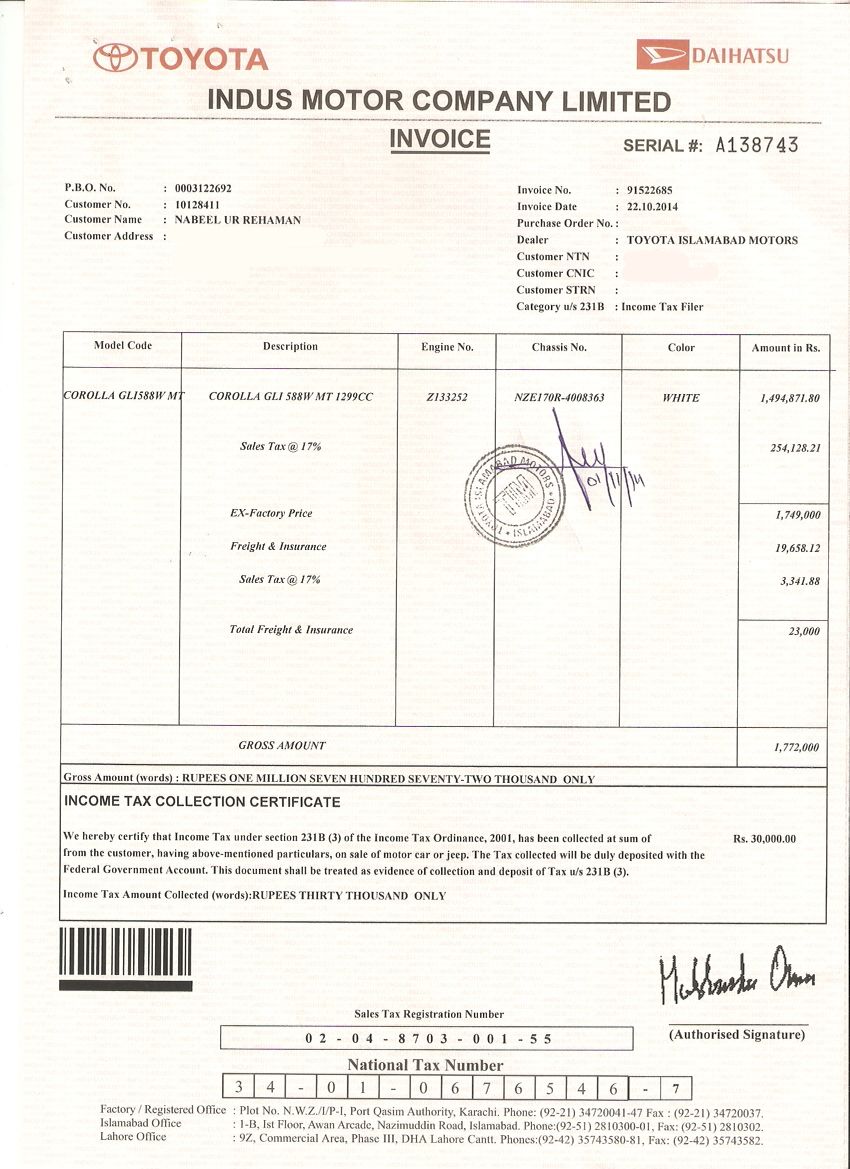 TOYOTA
DAIHATSU
INDUS MOTOR COMPANY LIMITED
INVOICE
SERIAL #: A138743
P.B.O. No. : 0003122692
Customer No. : 10128411
Customer Name : NABEEL UR REHAMAN
Customer Address :
Invoice No. : 91522685
Invoice Date : 22.10.2014
Purchase Order No. :
Dealer : TOYOTA ISLAMABAD MOTORS
Customer NTN :
Customer CNIC :
Customer STRN :
Category u/s 231B : Income Tax Filer
Model Code Description Engine No. Chassis No. Color Amount in Rs.
COROLLA GLI588W MT COROLLA GLI 588W MT 1299CC Z133252 NZE170R-4008363 WHITE 1,494,871.80
Sales Tax @ 17% 254,128.21
TOYOTA ISLAMABAD MOTORS * ISLAMABAD *
01/11/14
EX-Factory Price 1,749,000
Freight & Insurance 19,658.12
Sales Tax @ 17% 3,341.88
Total Freight & Insurance 23,000
GROSS AMOUNT 1,772,000
Gross Amount (words) : RUPEES ONE MILLION SEVEN HUNDRED SEVENTY-TWO THOUSAND ONLY
INCOME TAX COLLECTION CERTIFICATE
We hereby certify that Income Tax under section 231B (3) of the Income Tax Ordinance, 2001, has been collected at sum of Rs. 30,000.00
from the customer, having above-mentioned particulars, on sale of motor car or jeep. The Tax collected will be duly deposited with the
Federal Government Account. This document shall be treated as evidence of collection and deposit of Tax u/s 231B (3).
Income Tax Amount Collected (words):RUPEES THIRTY THOUSAND ONLY
(Authorised Signature)
Sales Tax Registration Number
02-04-8703-001-55
National Tax Number
34-01-0676546-7
Factory / Registered Office : Plot No. N.W.Z./I/P-I, Port Qasim Authority, Karachi. Phone: (92-21) 34720041-47 Fax : (92-21) 34720037.
Islamabad Office : 1-B, Ist Floor, Awan Arcade, Nazimuddin Road, Islamabad. Phone:(92-51) 2810300-01, Fax: (92-51) 2810302.
Lahore Office : 9Z, Commercial Area, Phase III, DHA Lahore Cantt. Phones:(92-42) 35743580-81, Fax: (92-42) 35743582.